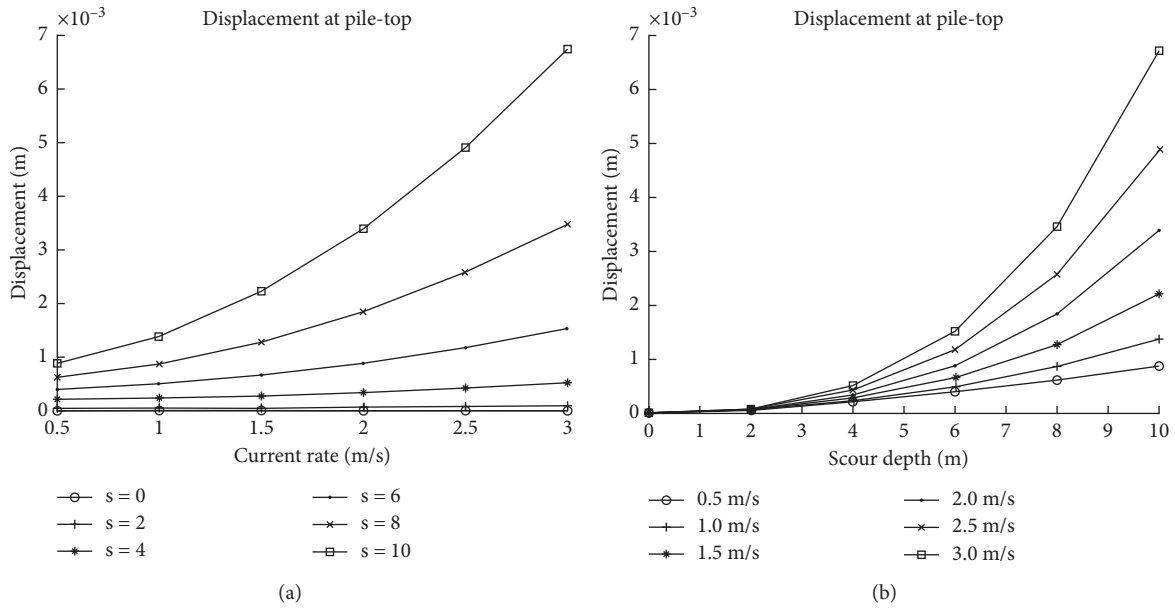 Displacement at pile-top
×10⁻³
7
6
5
4
3
2
1
0
Displacement (m)
0.5 1 1.5 2 2.5 3
Current rate (m/s)
s = 0 s = 6
s = 2 s = 8
s = 4 s = 10
(a)
Displacement at pile-top
×10⁻³
7
6
5
4
3
2
1
0
Displacement (m)
0 1 2 3 4 5 6 7 8 9 10
Scour depth (m)
0.5 m/s 2.0 m/s
1.0 m/s 2.5 m/s
1.5 m/s 3.0 m/s
(b)